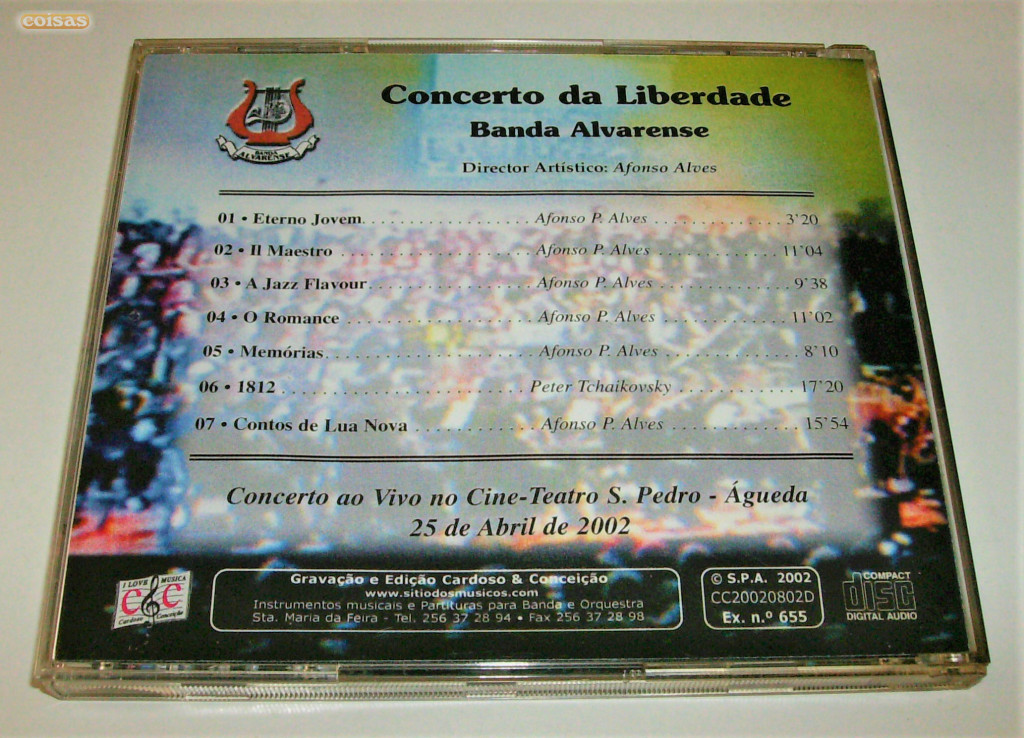 coisas
Concerto da Liberdade
Banda Alvarense
BANDA
ALVARENSE
Director Artístico: Afonso Alves
01 • Eterno Jovem.................... Afonso P. Alves .............. 3'20
02 • Il Maestro ....................... Afonso P. Alves .............. 11'04
03 • A Jazz Flavour.................... Afonso P. Alves .............. 9'38
04 • O Romance ....................... Afonso P. Alves .............. 11'02
05 • Memórias......................... Afonso P. Alves .............. 8'10
06 • 1812 ............................. Peter Tchaikovsky ............ 17'20
07 • Contos de Lua Nova ............ Afonso P. Alves ............. 15'54
Concerto ao Vivo no Cine-Teatro S. Pedro - Águeda
25 de Abril de 2002
I LOVE MUSICA
C&C
Cardoso Conceição
Gravação e Edição Cardoso & Conceição
www.sitiodosmusicos.com
Instrumentos musicais e Partituras para Banda e Orquestra
Sta. Maria da Feira - Tel. 256 37 28 94 • Fax 256 37 28 98
© S.P.A. 2002
CC20020802D
Ex. n.º 655
COMPACT
disc
DIGITAL AUDIO